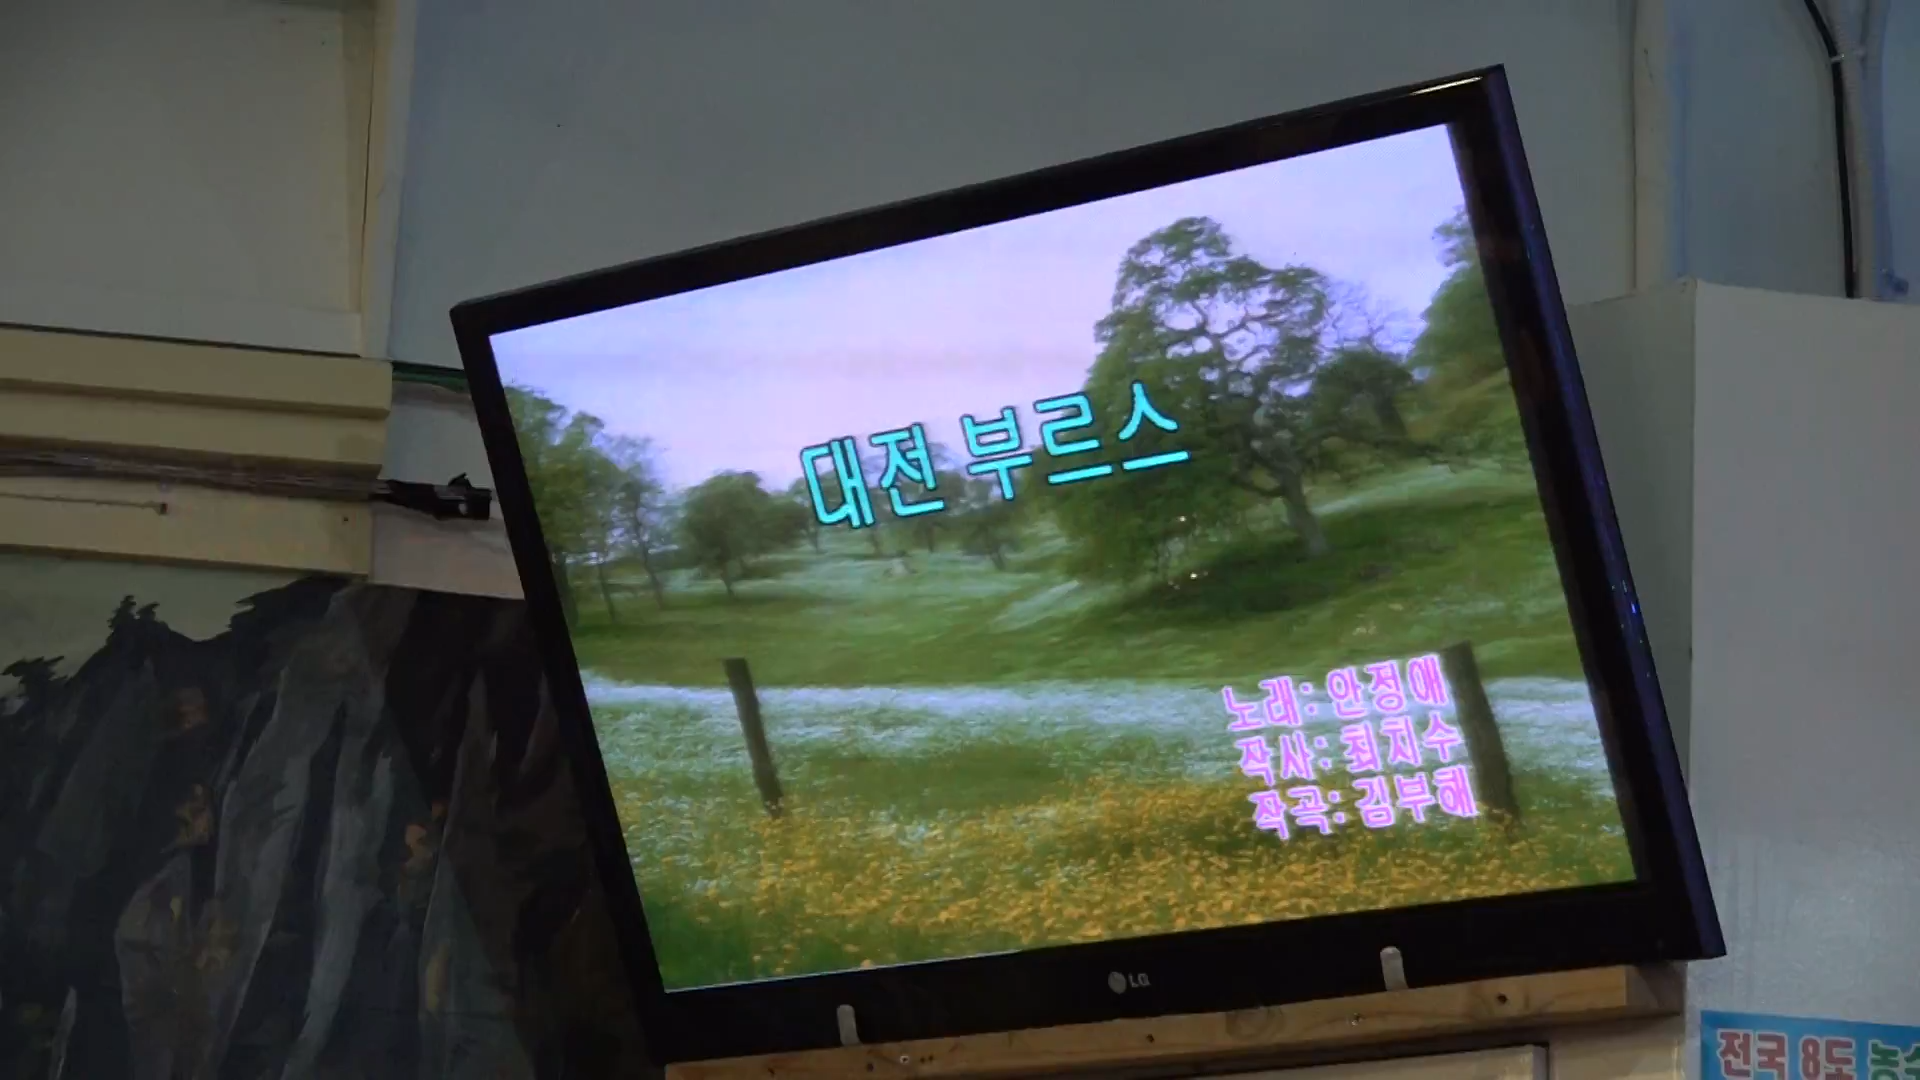 대전 부르스
노래: 안정애
작사: 최치수
작곡: 김부해
LG
전국 8도